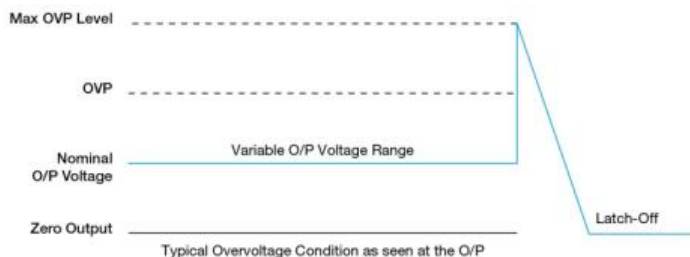 Max OVP Level
OVP
Variable O/P Voltage Range
Nominal
O/P Voltage
Latch-Off
Zero Output
Typical Overvoltage Condition as seen at the O/P